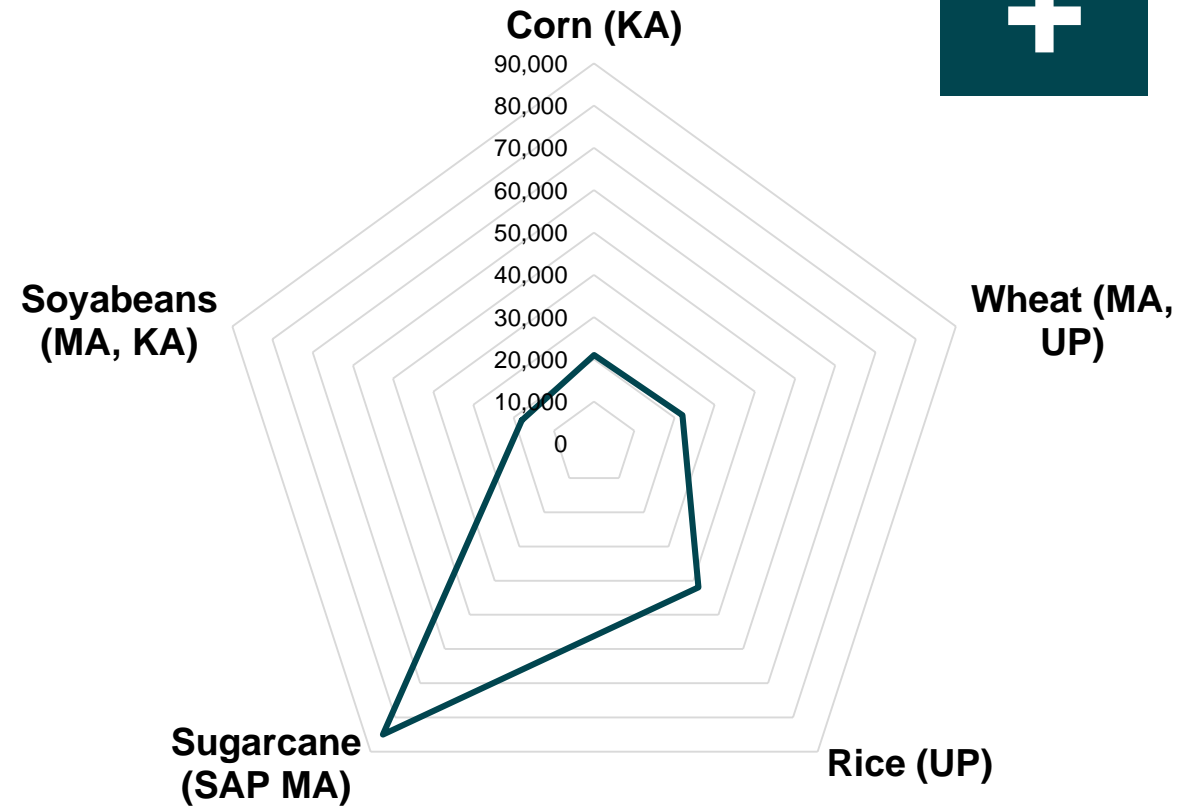 Corn (KA)
90,000
80,000
70,000
60,000
50,000
40,000
30,000
20,000
10,000
0
Wheat (MA,
UP)
Rice (UP)
Sugarcane
(SAP MA)
Soyabeans
(MA, KA)
+